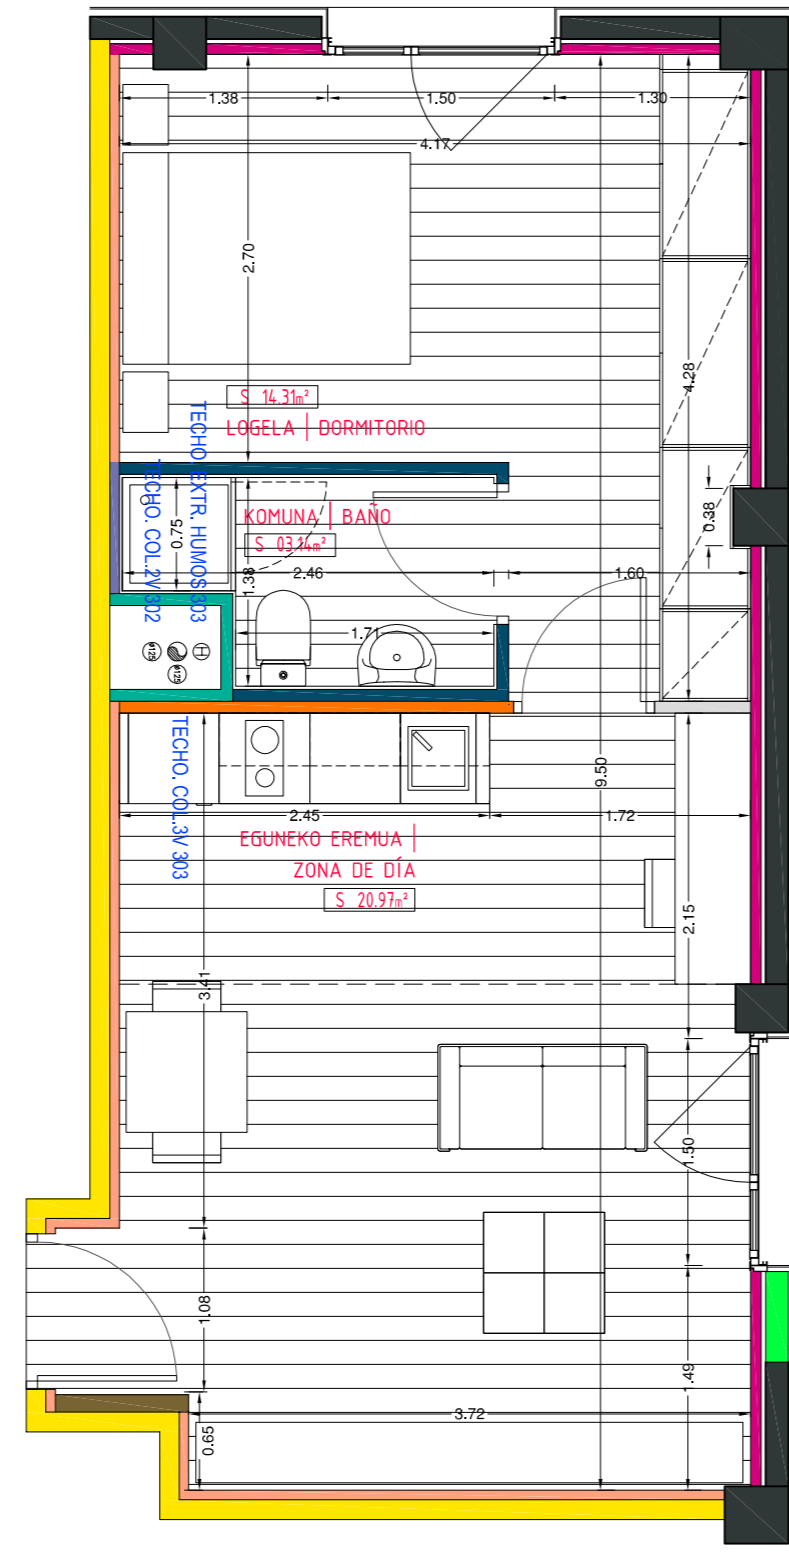 1.38
1.50
1.30
4.17
2.70
4.28
S 14.31m²
LOGELA | DORMITORIO
TECHO. EXTR. HUMOS 303
TECHO. COL.2V 302
KOMUNA | BAÑO
S 03.14m²
0.75
1.38
0.38
2.46
1.60
1.71
H
ø125
ø125
TECHO. COL.3V 303
9.50
2.45
1.72
EGUNEKO EREMUA |
ZONA DE DÍA
S 20.97m²
2.15
3.41
1.50
1.08
1.49
3.72
0.65